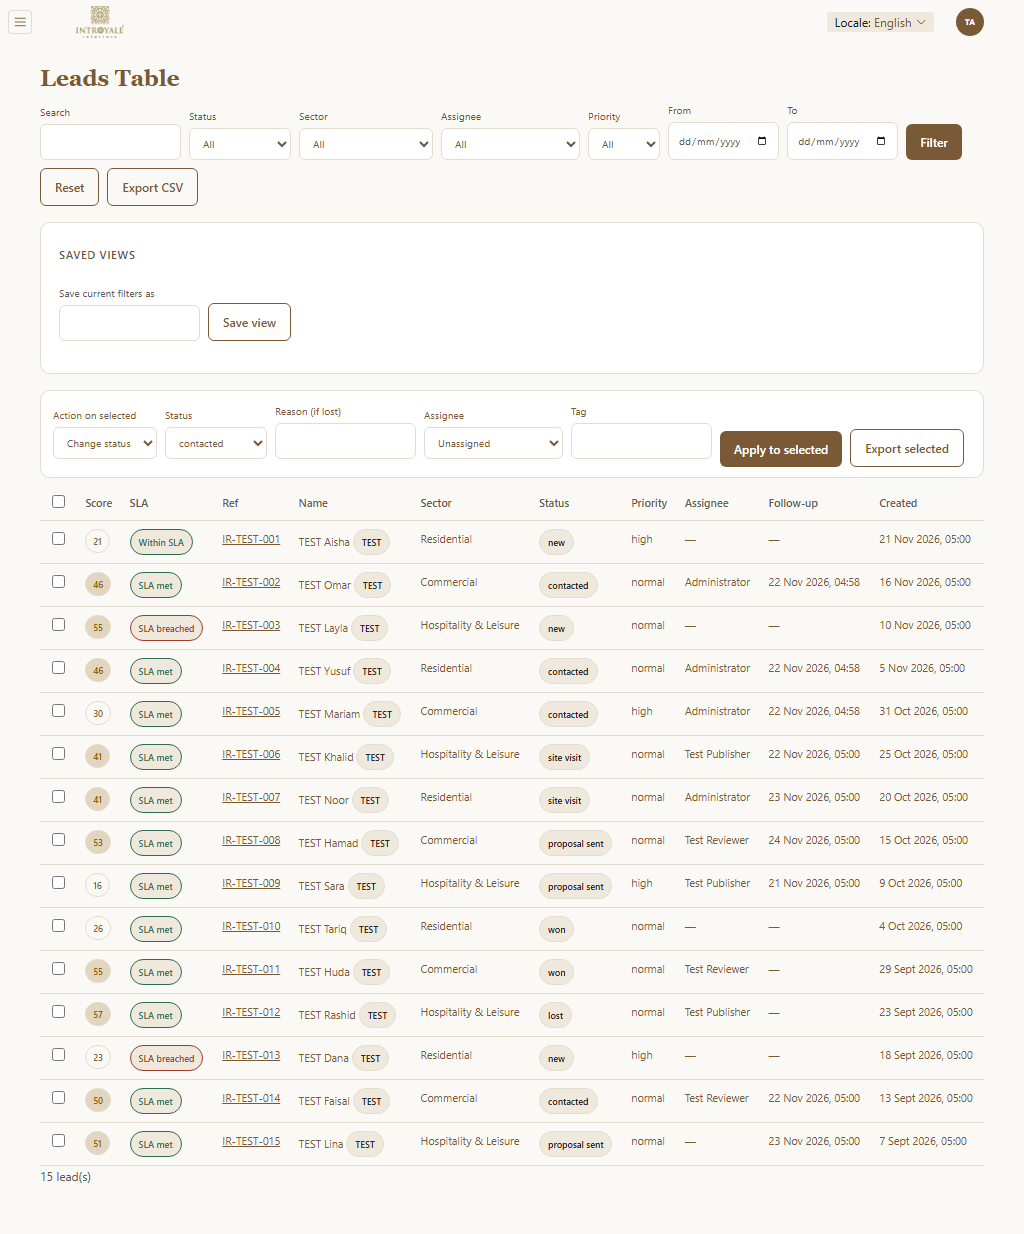 INTROYALE
interiors
Locale: English
TA
Leads Table
Search
Status
Sector
Assignee
Priority
From
To
All
All
All
All
dd/mm/yyyy
dd/mm/yyyy
Filter
Reset
Export CSV
SAVED VIEWS
Save current filters as
Save view
Action on selected
Status
Reason (if lost)
Assignee
Tag
Change status
contacted
Unassigned
Apply to selected
Export selected
Score SLA Ref Name Sector Status Priority Assignee Follow-up Created
21 Within SLA IR-TEST-001 TEST Aisha TEST Residential new high — — 21 Nov 2026, 05:00
46 SLA met IR-TEST-002 TEST Omar TEST Commercial contacted normal Administrator 22 Nov 2026, 04:58 16 Nov 2026, 05:00
55 SLA breached IR-TEST-003 TEST Layla TEST Hospitality & Leisure new normal — — 10 Nov 2026, 05:00
46 SLA met IR-TEST-004 TEST Yusuf TEST Residential contacted normal Administrator 22 Nov 2026, 04:58 5 Nov 2026, 05:00
30 SLA met IR-TEST-005 TEST Mariam TEST Commercial contacted high Administrator 22 Nov 2026, 04:58 31 Oct 2026, 05:00
41 SLA met IR-TEST-006 TEST Khalid TEST Hospitality & Leisure site visit normal Test Publisher 22 Nov 2026, 05:00 25 Oct 2026, 05:00
41 SLA met IR-TEST-007 TEST Noor TEST Residential site visit normal Administrator 23 Nov 2026, 05:00 20 Oct 2026, 05:00
53 SLA met IR-TEST-008 TEST Hamad TEST Commercial proposal sent normal Test Reviewer 24 Nov 2026, 05:00 15 Oct 2026, 05:00
16 SLA met IR-TEST-009 TEST Sara TEST Hospitality & Leisure proposal sent high Test Publisher 21 Nov 2026, 05:00 9 Oct 2026, 05:00
26 SLA met IR-TEST-010 TEST Tariq TEST Residential won normal — — 4 Oct 2026, 05:00
55 SLA met IR-TEST-011 TEST Huda TEST Commercial won normal Test Reviewer — 29 Sept 2026, 05:00
57 SLA met IR-TEST-012 TEST Rashid TEST Hospitality & Leisure lost normal Test Publisher — 23 Sept 2026, 05:00
23 SLA breached IR-TEST-013 TEST Dana TEST Residential new high — — 18 Sept 2026, 05:00
50 SLA met IR-TEST-014 TEST Faisal TEST Commercial contacted normal Test Reviewer 22 Nov 2026, 05:00 13 Sept 2026, 05:00
51 SLA met IR-TEST-015 TEST Lina TEST Hospitality & Leisure proposal sent normal — 23 Nov 2026, 05:00 7 Sept 2026, 05:00
15 lead(s)